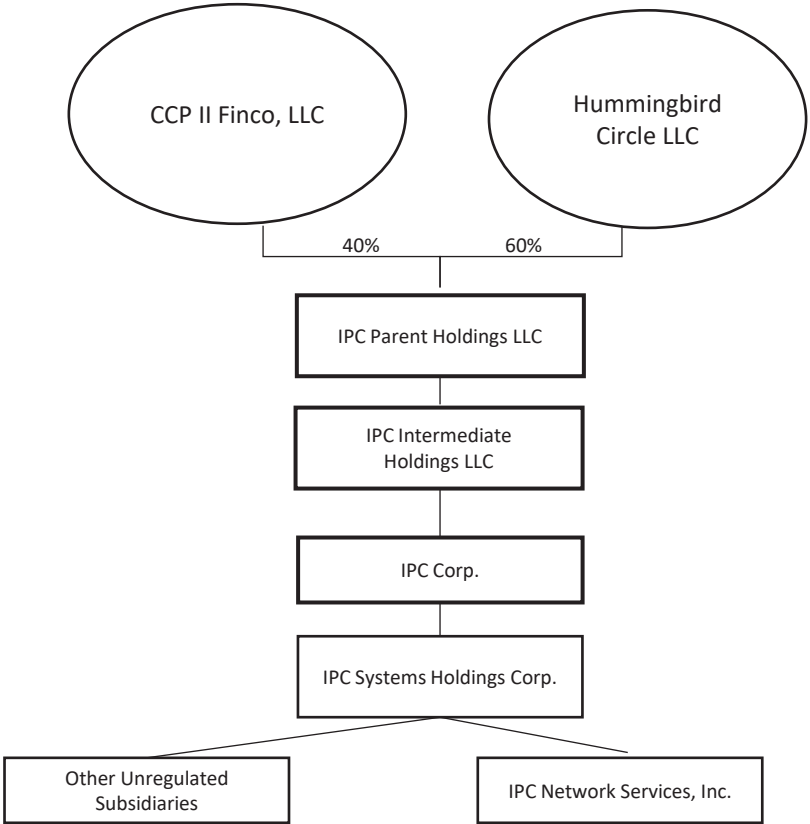 CCP II Finco, LLC
Hummingbird
Circle LLC
40%
60%
IPC Parent Holdings LLC
IPC Intermediate
Holdings LLC
IPC Corp.
IPC Systems Holdings Corp.
Other Unregulated
Subsidiaries
IPC Network Services, Inc.